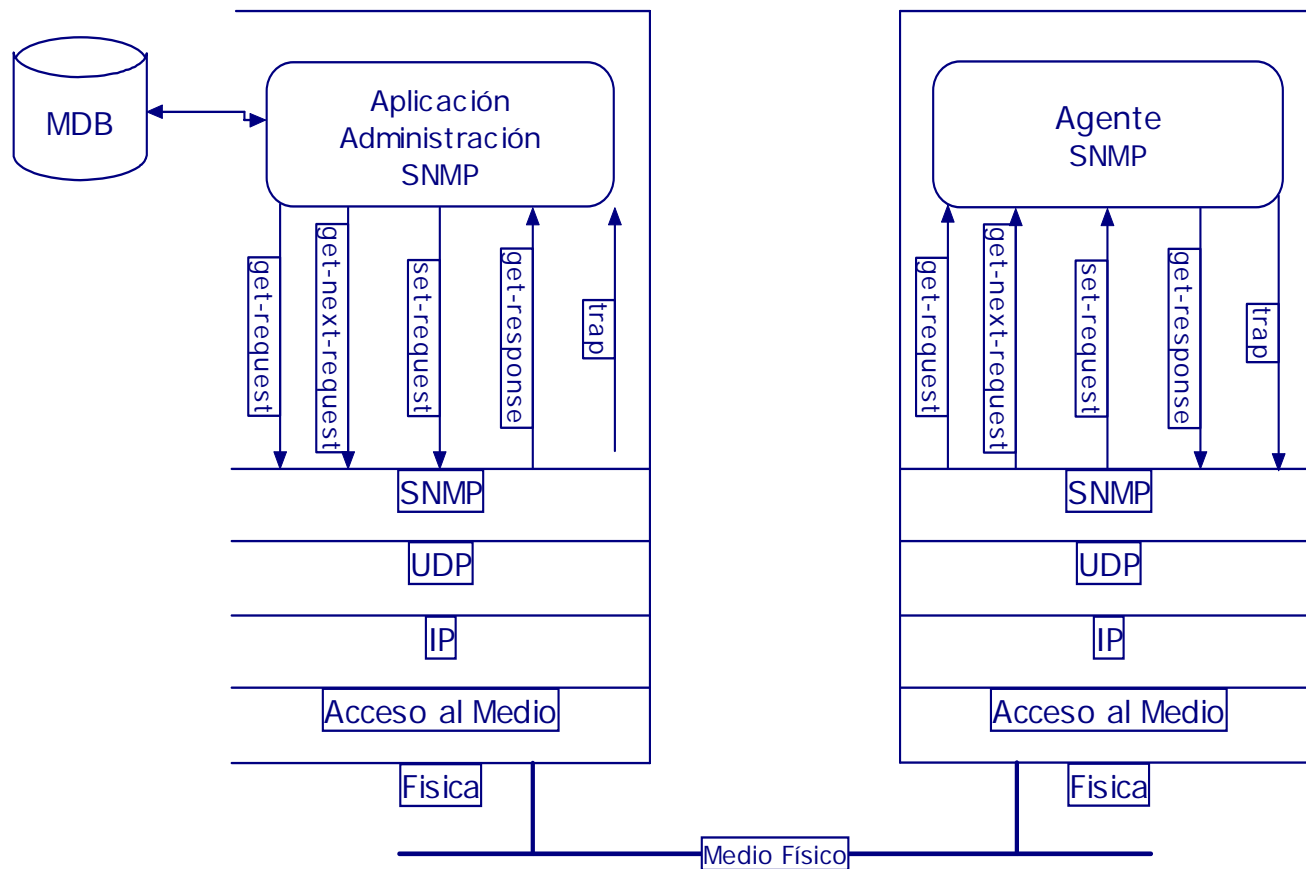 MDB
Aplicación
Administración
SNMP
get-request
get-next-request
set-request
get-response
trap
SNMP
UDP
IP
Acceso al Medio
Fisica
Agente
SNMP
get-request
get-next-request
set-request
get-response
trap
SNMP
UDP
IP
Acceso al Medio
Fisica
Medio Físico